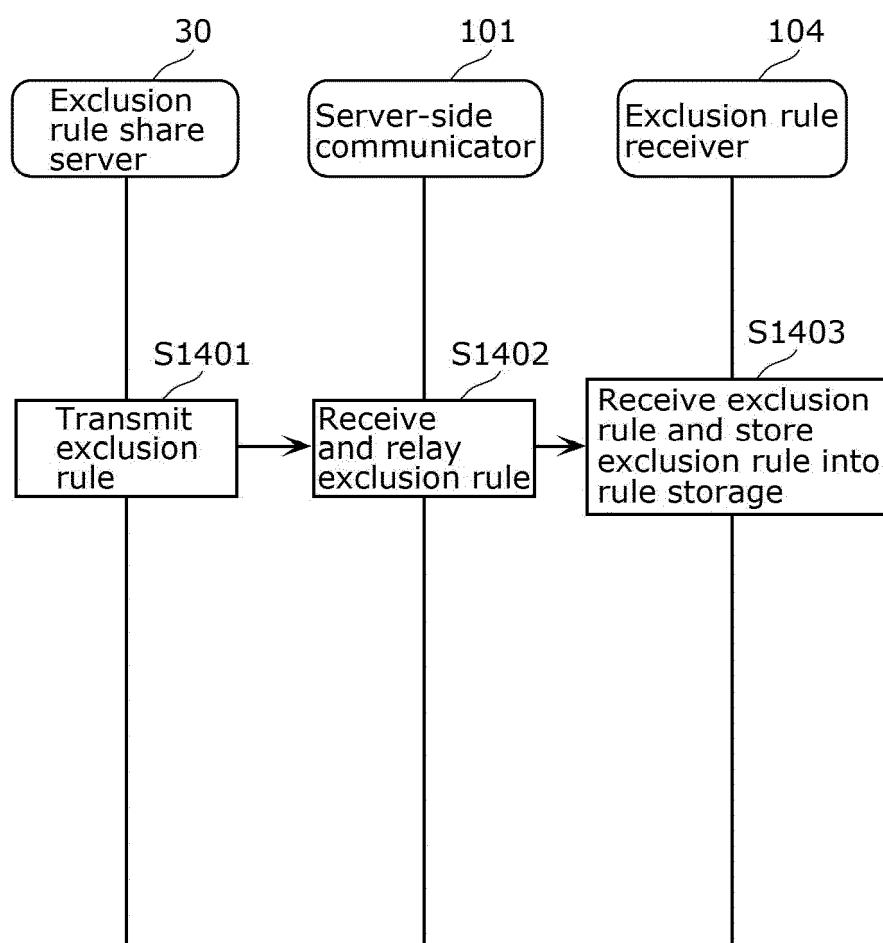 30
101
104
Exclusion
rule share
server
Server-side
communicator
Exclusion rule
receiver
S1401
S1402
S1403
Transmit
exclusion
rule
Receive
and relay
exclusion rule
Receive exclusion
rule and store
exclusion rule into
rule storage